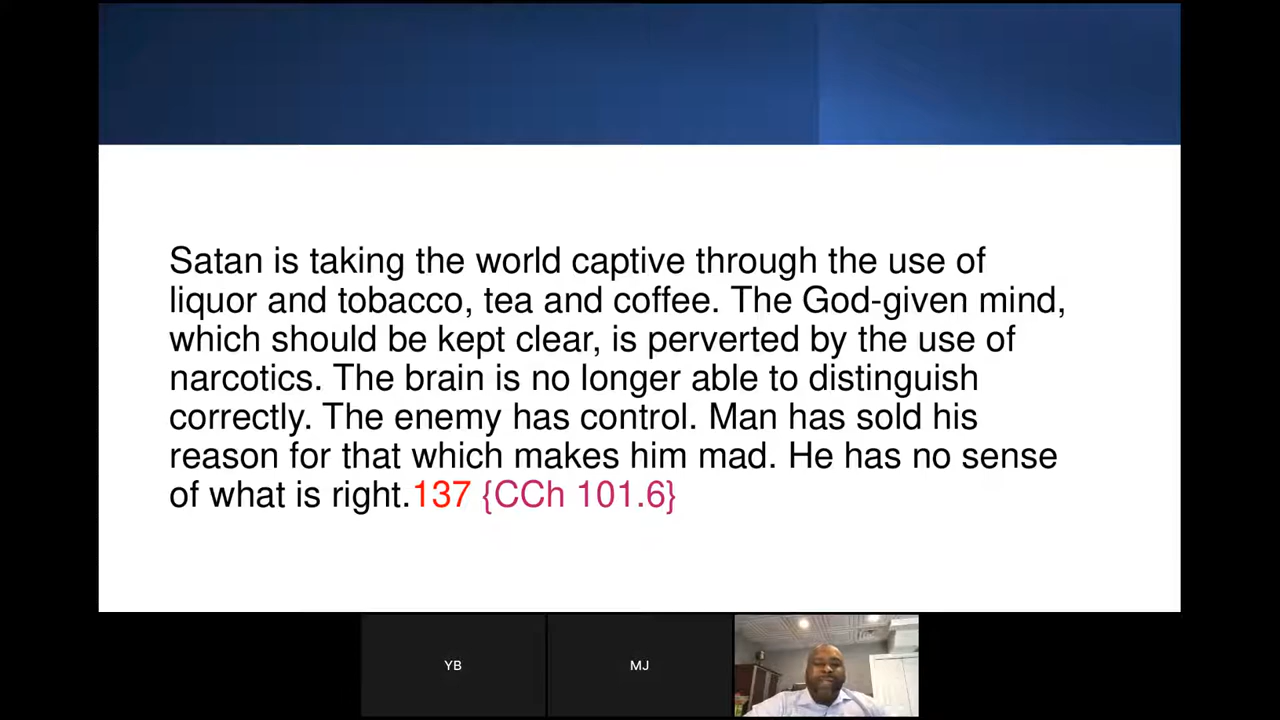 Satan is taking the world captive through the use of
liquor and tobacco, tea and coffee. The God-given mind,
which should be kept clear, is perverted by the use of
narcotics. The brain is no longer able to distinguish
correctly. The enemy has control. Man has sold his
reason for that which makes him mad. He has no sense
of what is right.137 {CCh 101.6}
YB
MJ